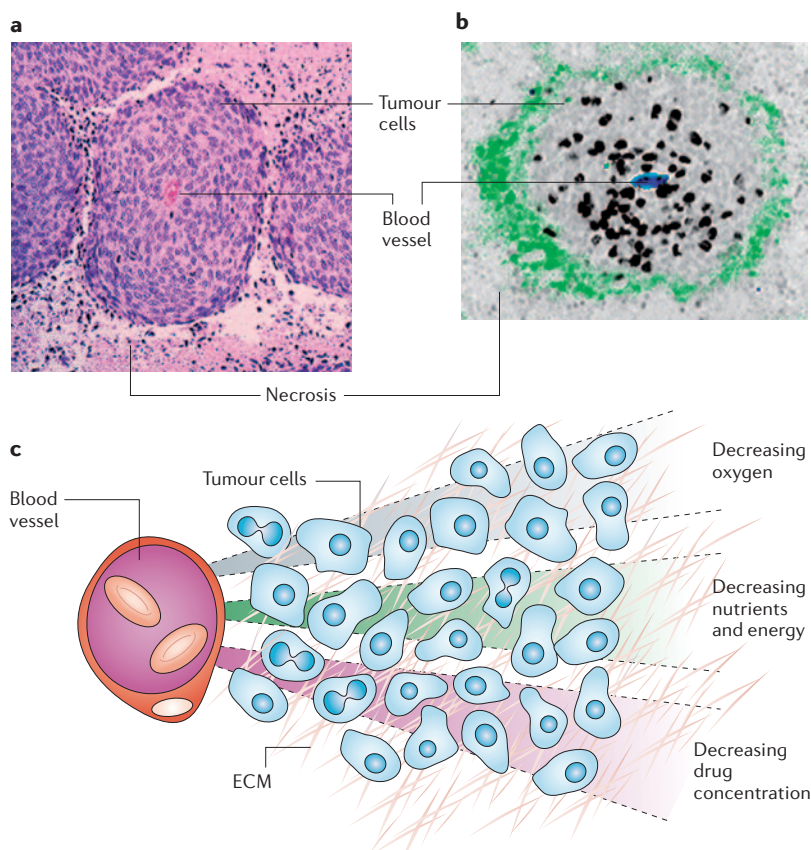 a
b
Tumour
cells
Blood
vessel
Necrosis
c
Tumour cells
Blood
vessel
Decreasing
oxygen
Decreasing
nutrients
and energy
ECM
Decreasing
drug
concentration